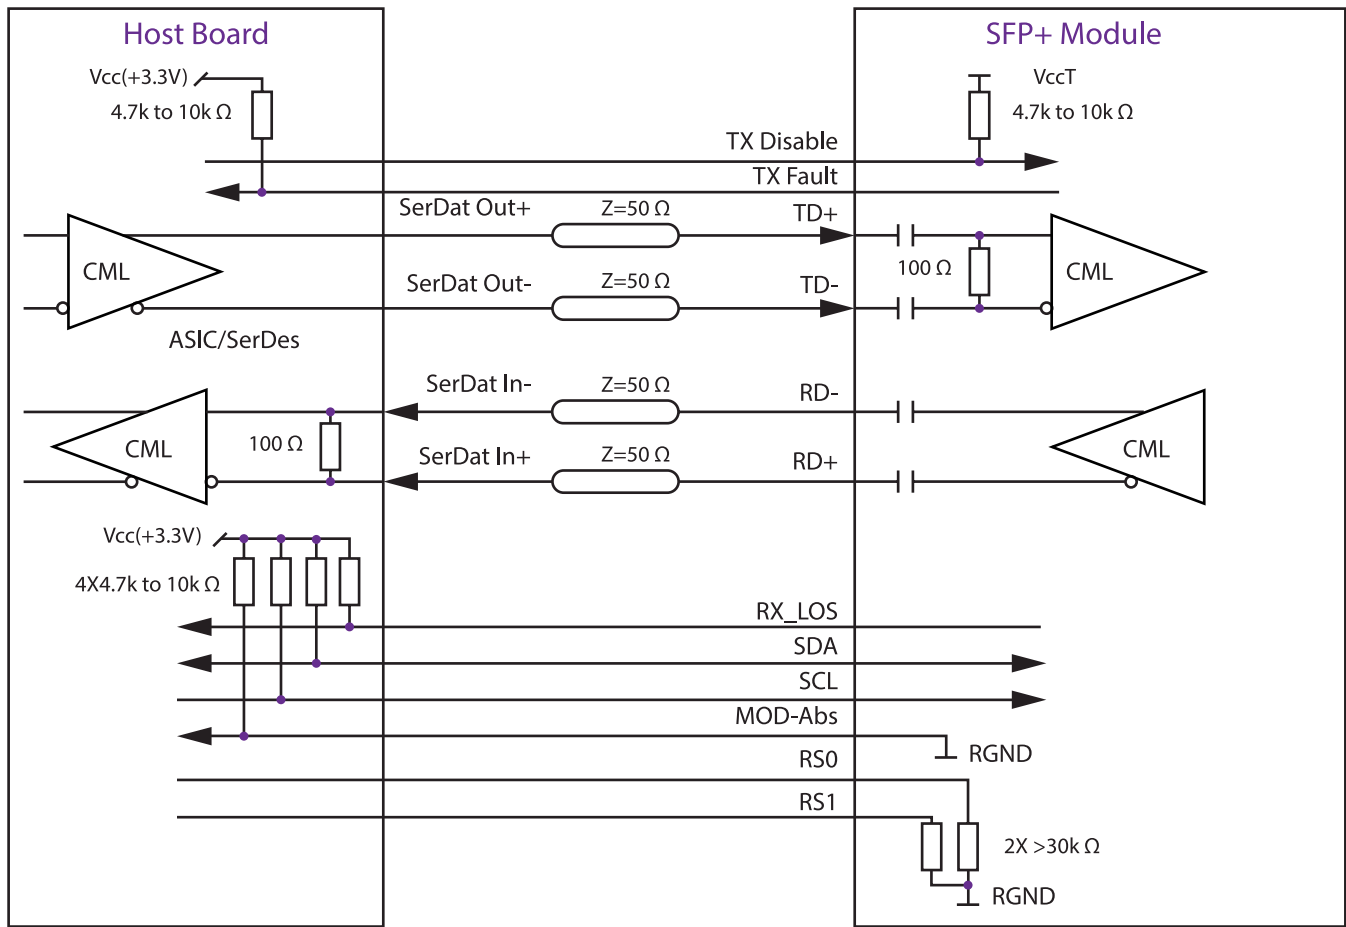 Host Board
SFP+ Module
Vcc(+3.3V)
4.7k to 10k Ω
VccT
4.7k to 10k Ω
TX Disable
TX Fault
SerDat Out+
Z=50 Ω
TD+
CML
SerDat Out-
Z=50 Ω
TD-
100 Ω
CML
ASIC/SerDes
SerDat In-
Z=50 Ω
RD-
CML
100 Ω
SerDat In+
Z=50 Ω
RD+
CML
Vcc(+3.3V)
4X4.7k to 10k Ω
RX_LOS
SDA
SCL
MOD-Abs
RGND
RS0
RS1
2X >30k Ω
RGND